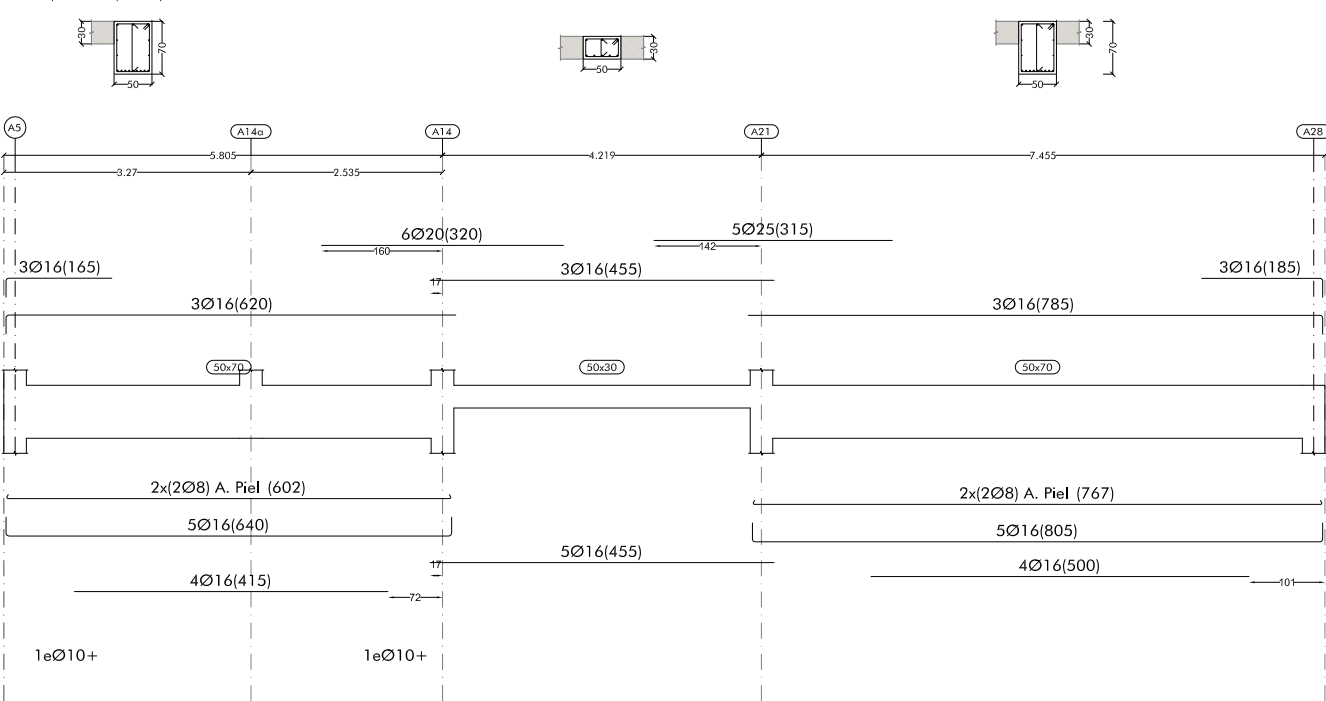 30
70
50
30
50
30
70
50
A5
A14a
A14
A21
A28
5.805
4.219
7.455
3.27
2.535
6Ø20(320)
160
5Ø25(315)
142
3Ø16(165)
17
3Ø16(455)
3Ø16(185)
3Ø16(620)
3Ø16(785)
50x70
50x30
50x70
2x(2Ø8) A. Piel (602)
2x(2Ø8) A. Piel (767)
5Ø16(640)
5Ø16(805)
17
5Ø16(455)
4Ø16(415)
72
4Ø16(500)
101
1eØ10+
1eØ10+